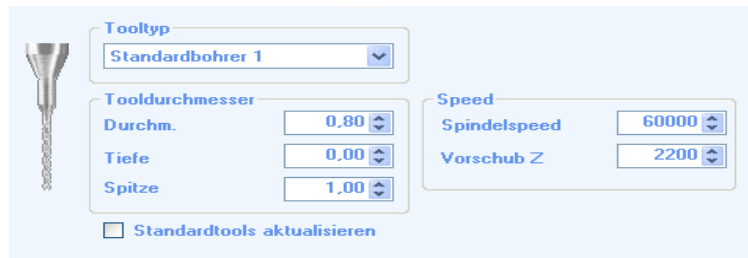 Tooltyp
Standardbohrer 1
Tooldurchmesser
Durchm. 0,80
Tiefe 0,00
Spitze 1,00
Speed
Spindelspeed 60000
Vorschub Z 2200
Standardtools aktualisieren